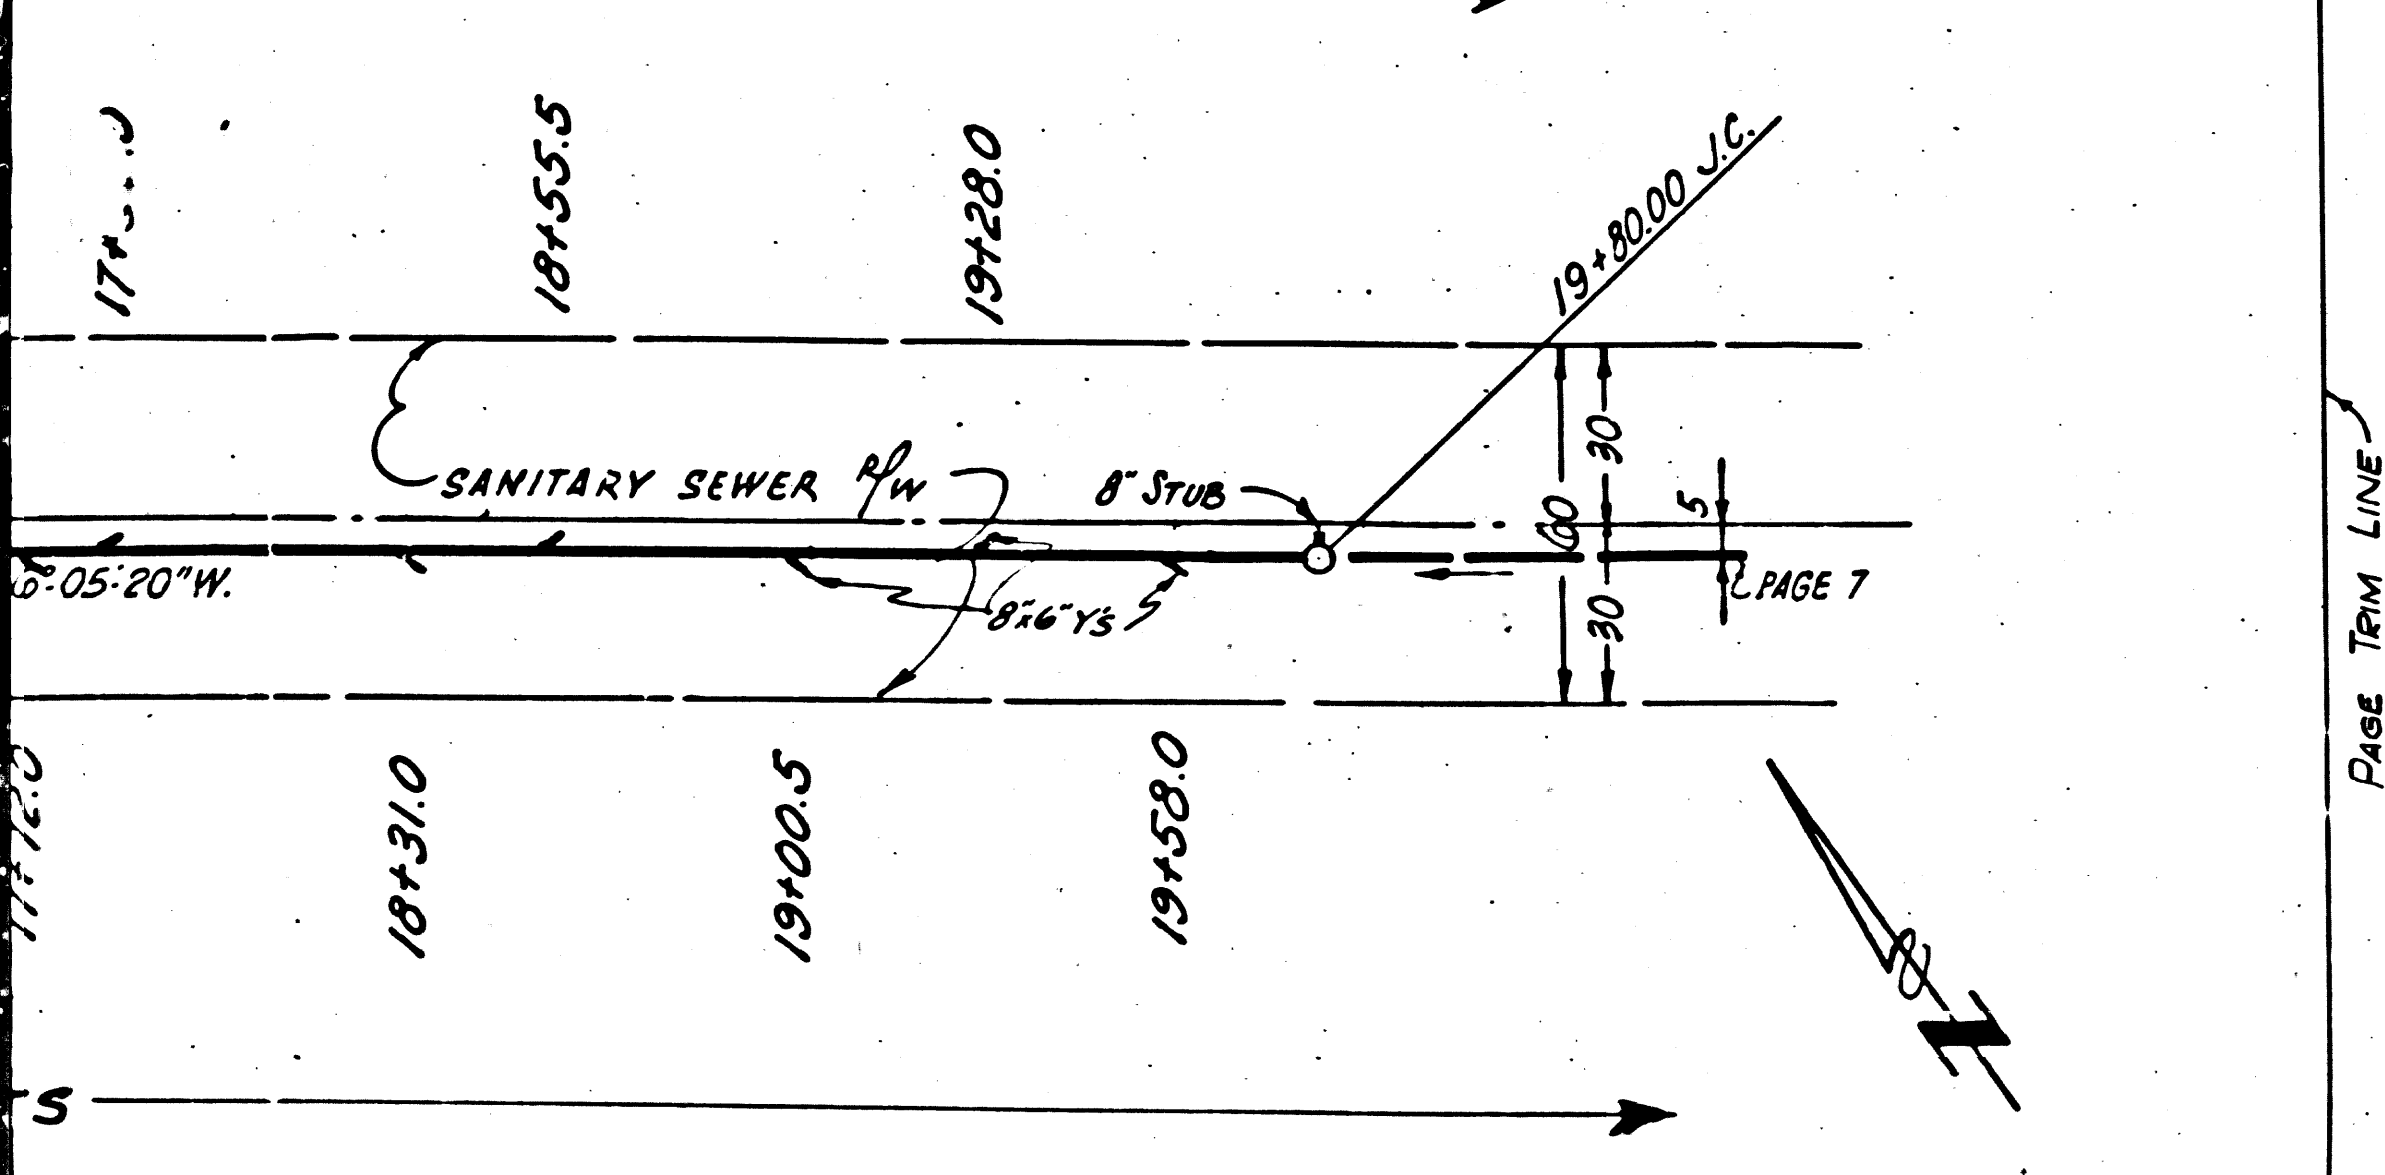 18+55.5
19+28.0
19+80.00 J.C.
SANITARY SEWER R/W
8" STUB
60
30
30
5
6°-05'-20"W.
8"x6" Y'S
PAGE 7
18+31.0
19+00.5
19+58.0
N
S
PAGE TRIM LINE